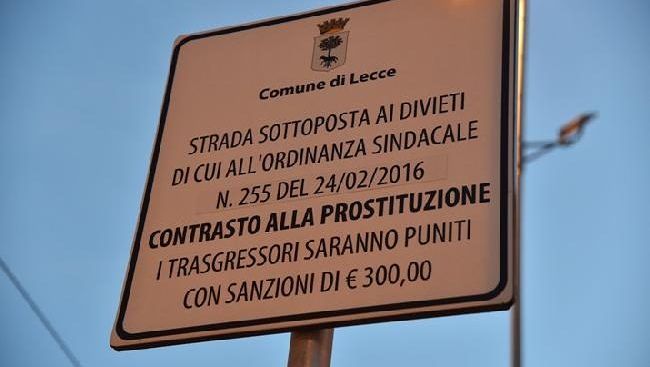 Comune di Lecce
STRADA SOTTOPOSTA AI DIVIETI
DI CUI ALL'ORDINANZA SINDACALE
N. 255 DEL 24/02/2016
CONTRASTO ALLA PROSTITUZIONE
I TRASGRESSORI SARANNO PUNITI
CON SANZIONI DI € 300,00